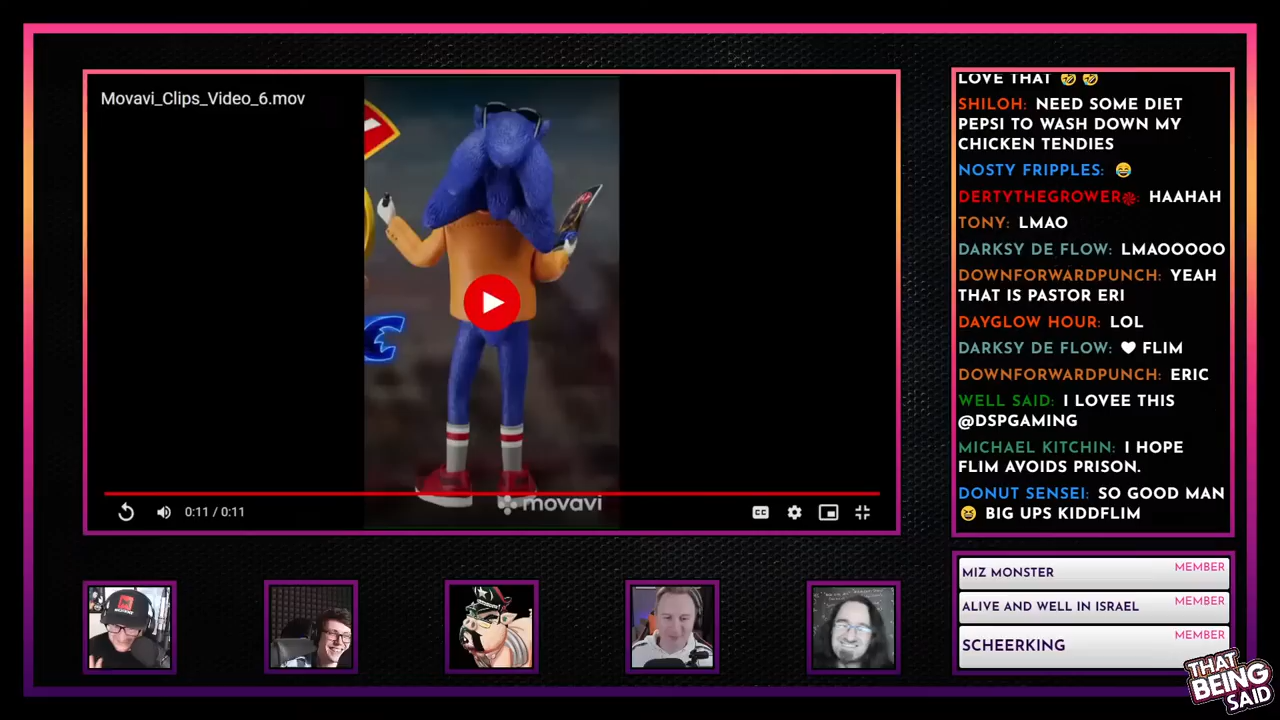 Movavi_Clips_Video_6.mov
movavi
0:11 / 0:11
CC
LOVE THAT 🤣 🤣
SHILOH: NEED SOME DIET
PEPSI TO WASH DOWN MY
CHICKEN TENDIES
NOSTY FRIPPLES: 😂
DERTYTHEGROWER: HAAHAH
TONY: LMAO
DARKSY DE FLOW: LMAOOOOO
DOWNFORWARDPUNCH: YEAH
THAT IS PASTOR ERI
DAYGLOW HOUR: LOL
DARKSY DE FLOW: 🤍 FLIM
DOWNFORWARDPUNCH: ERIC
WELL SAID: I LOVEE THIS
@DSPGAMING
MICHAEL KITCHIN: I HOPE
FLIM AVOIDS PRISON.
DONUT SENSEI: SO GOOD MAN
😆 BIG UPS KIDDFLIM
MIZ MONSTER MEMBER
ALIVE AND WELL IN ISRAEL MEMBER
SCHEERKING MEMBER
THAT
BEING
SAID